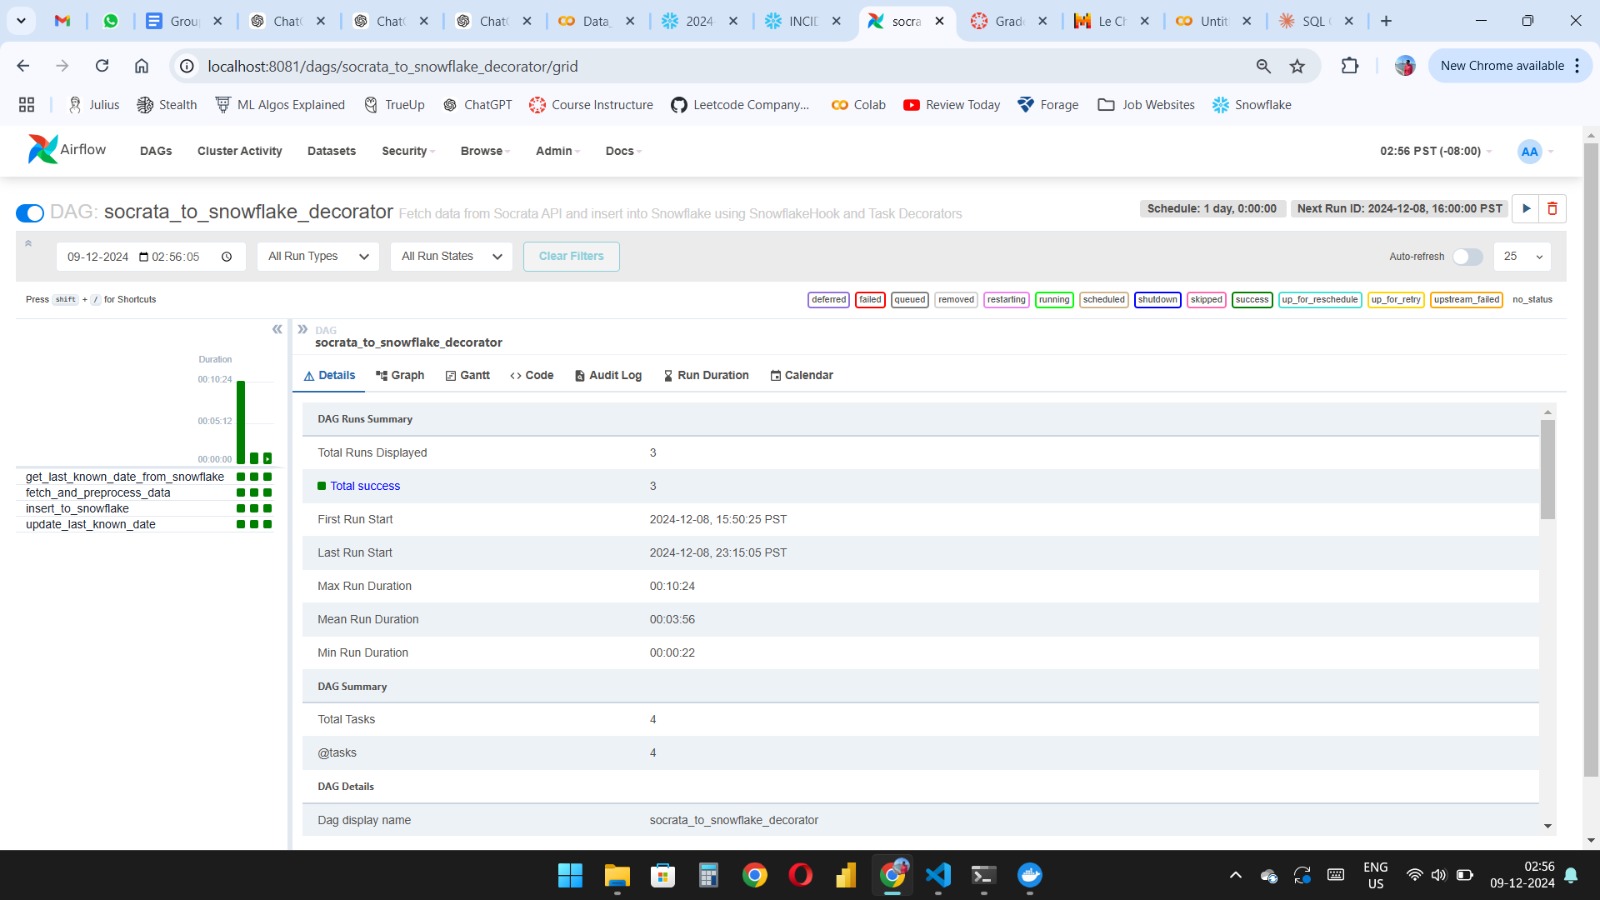 Grou
ChatG
ChatG
ChatG
Data_
2024-
INCID
socra
Grade
Le Ch
Untit
SQL
localhost:8081/dags/socrata_to_snowflake_decorator/grid
New Chrome available
Julius
Stealth
ML Algos Explained
TrueUp
ChatGPT
Course Instructure
Leetcode Company...
Colab
Review Today
Forage
Job Websites
Snowflake
Airflow
DAGs
Cluster Activity
Datasets
Security
Browse
Admin
Docs
02:56 PST (-08:00)
AA
DAG: socrata_to_snowflake_decorator Fetch data from Socrata API and insert into Snowflake using SnowflakeHook and Task Decorators
Schedule: 1 day, 0:00:00
Next Run ID: 2024-12-08, 16:00:00 PST
09-12-2024 02:56:05
All Run Types
All Run States
Clear Filters
Auto-refresh
25
Press shift + / for Shortcuts
deferred
failed
queued
removed
restarting
running
scheduled
shutdown
skipped
success
up_for_reschedule
up_for_retry
upstream_failed
no_status
Duration
00:10:24
00:05:12
00:00:00
get_last_known_date_from_snowflake
fetch_and_preprocess_data
insert_to_snowflake
update_last_known_date
DAG
socrata_to_snowflake_decorator
Details
Graph
Gantt
Code
Audit Log
Run Duration
Calendar
DAG Runs Summary
Total Runs Displayed 3
Total success 3
First Run Start 2024-12-08, 15:50:25 PST
Last Run Start 2024-12-08, 23:15:05 PST
Max Run Duration 00:10:24
Mean Run Duration 00:03:56
Min Run Duration 00:00:22
DAG Summary
Total Tasks 4
@tasks 4
DAG Details
Dag display name socrata_to_snowflake_decorator
ENG
US
02:56
09-12-2024